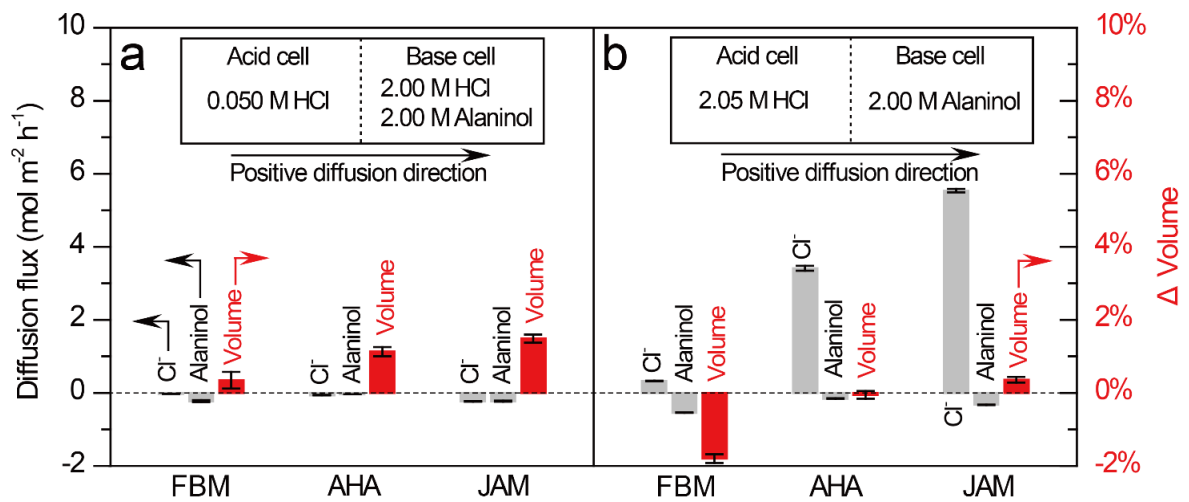 10
8
6
4
2
0
-2
Diffusion flux (mol m⁻² h⁻¹)
a
Acid cell
0.050 M HCl
Base cell
2.00 M HCl
2.00 M Alaninol
Positive diffusion direction
Cl⁻
Alaninol
Volume
Cl⁻
Alaninol
Volume
Cl⁻
Alaninol
Volume
FBM
AHA
JAM
b
Acid cell
2.05 M HCl
Base cell
2.00 M Alaninol
Positive diffusion direction
Cl⁻
Alaninol
Volume
Cl⁻
Alaninol
Volume
Cl⁻
Alaninol
Volume
FBM
AHA
JAM
10%
8%
6%
4%
2%
0%
-2%
Δ Volume